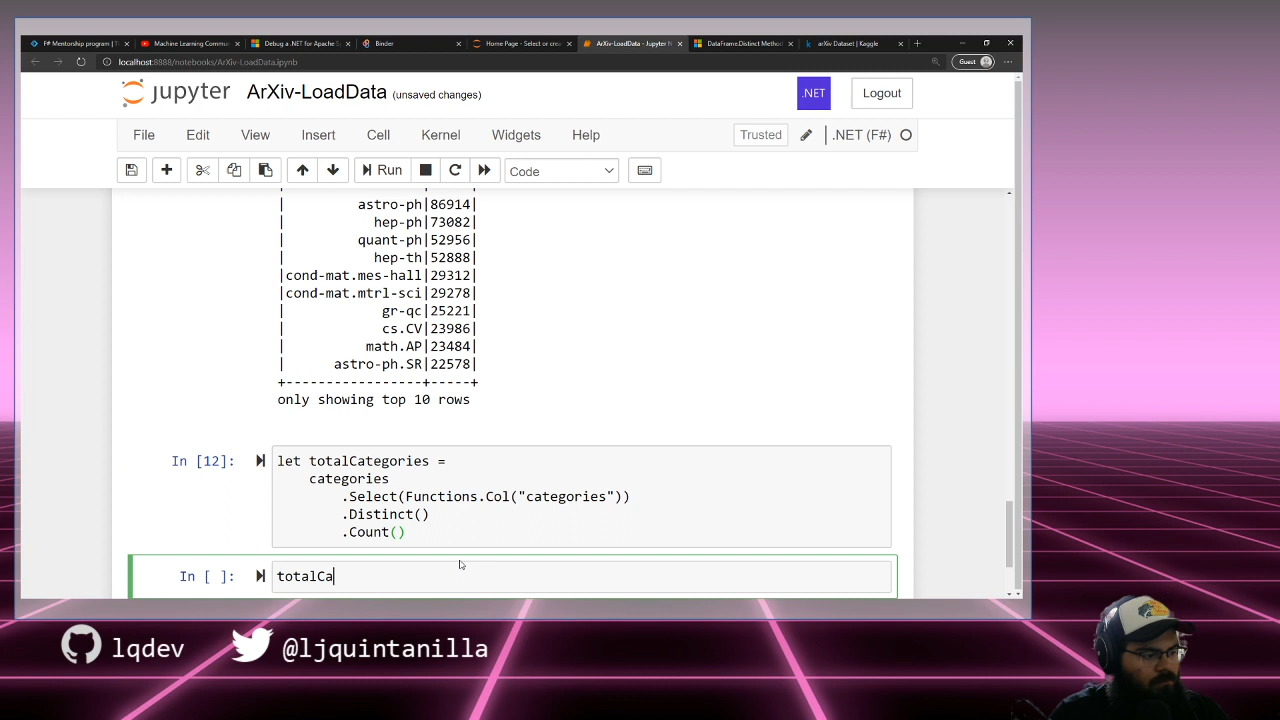 F# Mentorship program | T
Machine Learning Commu
Debug a .NET for Apache S
Binder
Home Page - Select or crea
ArXiv-LoadData - Jupyter N
DataFrame.Distinct Method
arXiv Dataset | Kaggle
localhost:8888/notebooks/ArXiv-LoadData.ipynb
Guest
jupyter ArXiv-LoadData (unsaved changes)
.NET
Logout
File Edit View Insert Cell Kernel Widgets Help
Trusted
.NET (F#)
Run
Code
| astro-ph|86914|
| hep-ph|73082|
| quant-ph|52956|
| hep-th|52888|
|cond-mat.mes-hall|29312|
|cond-mat.mtrl-sci|29278|
| gr-qc|25221|
| cs.CV|23986|
| math.AP|23484|
| astro-ph.SR|22578|
+-----------------+-----+
only showing top 10 rows
In [12]:
let totalCategories =
categories
.Select(Functions.Col("categories"))
.Distinct()
.Count()
In [ ]:
totalCa
lqdev
@ljquintanilla